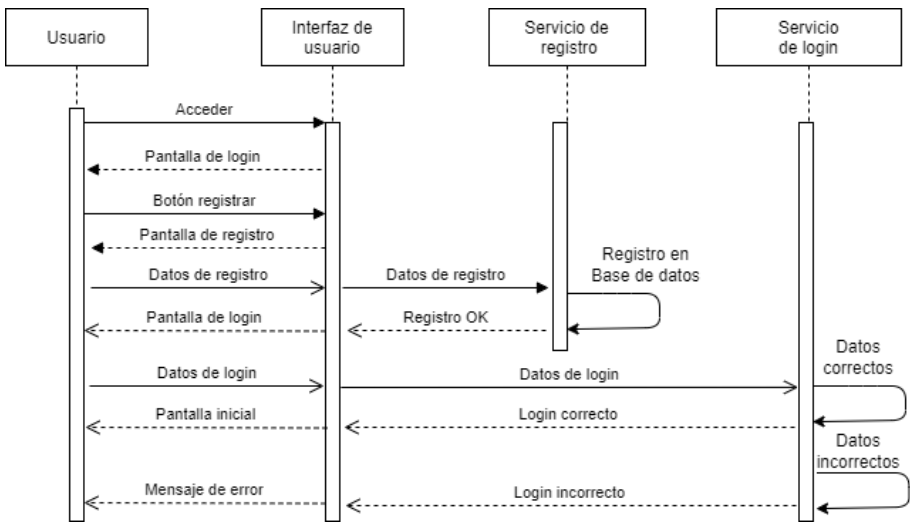 Usuario
Interfaz de
usuario
Servicio de
registro
Servicio
de login
Acceder
Pantalla de login
Botón registrar
Pantalla de registro
Datos de registro
Datos de registro
Registro en
Base de datos
Pantalla de login
Registro OK
Datos
correctos
Datos de login
Datos de login
Pantalla inicial
Login correcto
Datos
incorrectos
Mensaje de error
Login incorrecto